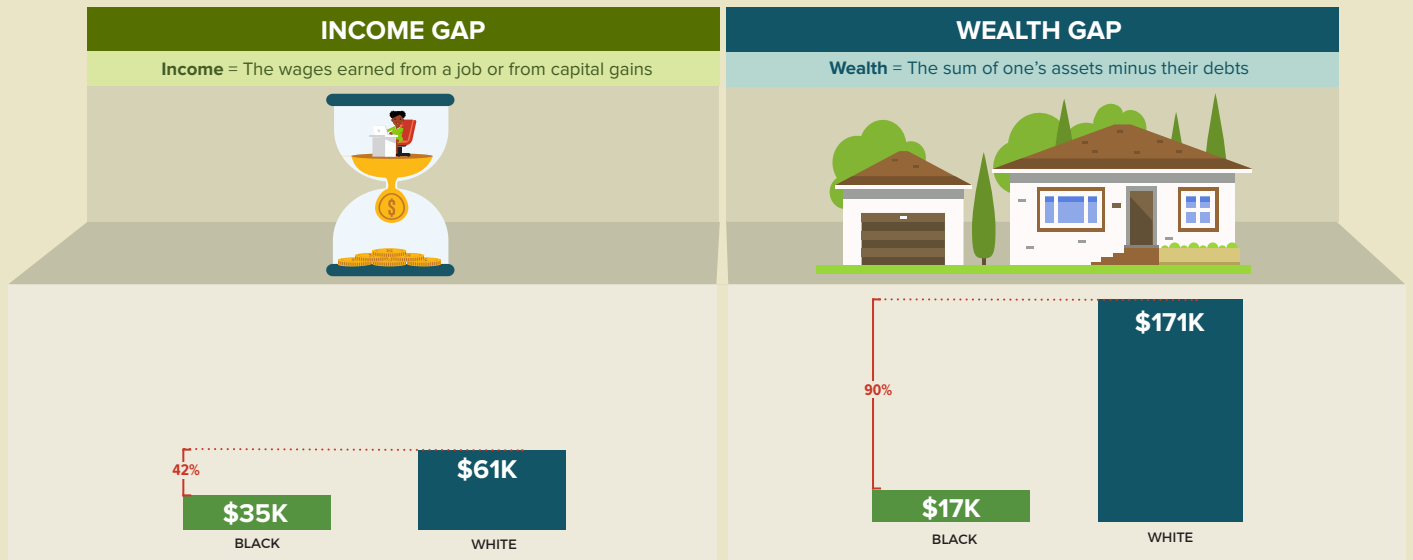 INCOME GAP
Income = The wages earned from a job or from capital gains
$
42%
$35K
BLACK
$61K
WHITE
WEALTH GAP
Wealth = The sum of one's assets minus their debts
90%
$17K
BLACK
$171K
WHITE